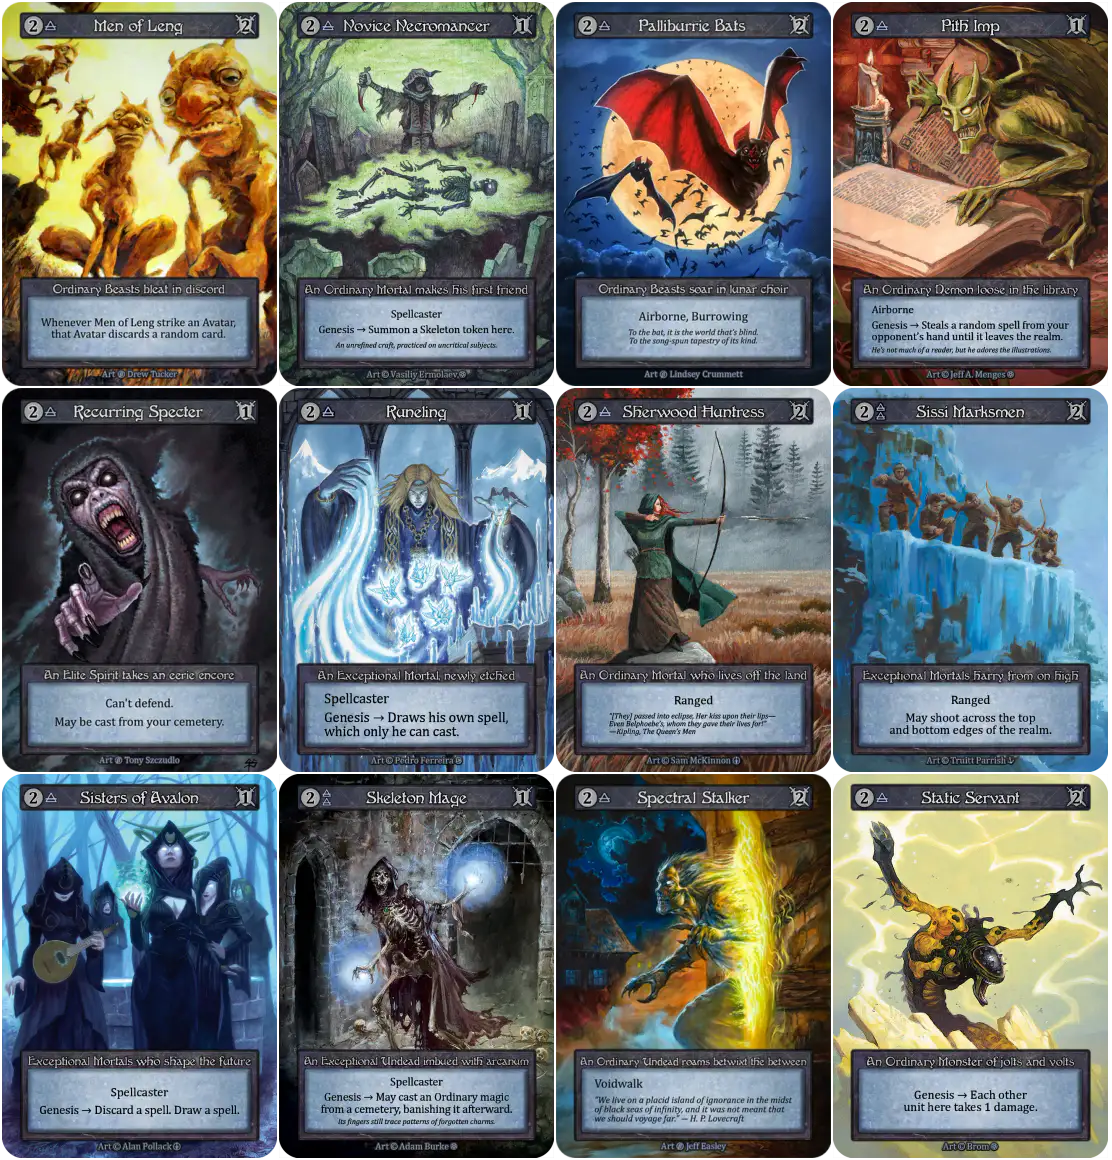 2 Men of Leng 2
Ordinary Beasts bleat in discord
Whenever Men of Leng strike an Avatar,
that Avatar discards a random card.
Art Drew Tucker
2 Novice Necromancer 1
An Ordinary Mortal makes his first friend
Spellcaster
Genesis → Summon a Skeleton token here.
An unrefined craft, practiced on uncritical subjects.
Art © Vasiliy Ermolaev
2 Palliburrie Bats 2
Ordinary Beasts soar in lunar choir
Airborne, Burrowing
To the bat, it is the world that's blind.
To the song-spun tapestry of its kind.
Art Lindsey Crummett
2 Pith Imp 1
An Ordinary Demon loose in the library
Airborne
Genesis → Steals a random spell from your
opponent's hand until it leaves the realm.
He's not much of a reader, but he adores the illustrations.
Art © Jeff A. Menges
2 Recurring Specter 1
An Elite Spirit takes an eerie encore
Can't defend.
May be cast from your cemetery.
Art Tony Szczudlo
2 Runeling 1
An Exceptional Mortal, newly etched
Spellcaster
Genesis → Draws his own spell,
which only he can cast.
Art © Pedro Ferreira
2 Sherwood Huntress 2
An Ordinary Mortal who lives off the land
Ranged
"[They] passed into eclipse, Her kiss upon their lips—
Even Belphoebe's, whom they gave their lives for!"
—Kipling, The Queen's Men
Art © Sam McKinnon
2 Sissi Marksmen 2
Exceptional Mortals harry from on high
Ranged
May shoot across the top
and bottom edges of the realm.
Art © Truitt Parrish
2 Sisters of Avalon 1
Exceptional Mortals who shape the future
Spellcaster
Genesis → Discard a spell. Draw a spell.
Art © Alan Pollack
2 Skeleton Mage 1
An Exceptional Undead imbued with arcanum
Spellcaster
Genesis → May cast an Ordinary magic
from a cemetery, banishing it afterward.
Its fingers still trace patterns of forgotten charms.
Art © Adam Burke
2 Spectral Stalker 2
An Ordinary Undead roams betwixt the between
Voidwalk
"We live on a placid island of ignorance in the midst
of black seas of infinity, and it was not meant that
we should voyage far." — H. P. Lovecraft
Art Jeff Easley
2 Static Servant 2
An Ordinary Monster of jolts and volts
Genesis → Each other
unit here takes 1 damage.
Art © Brom